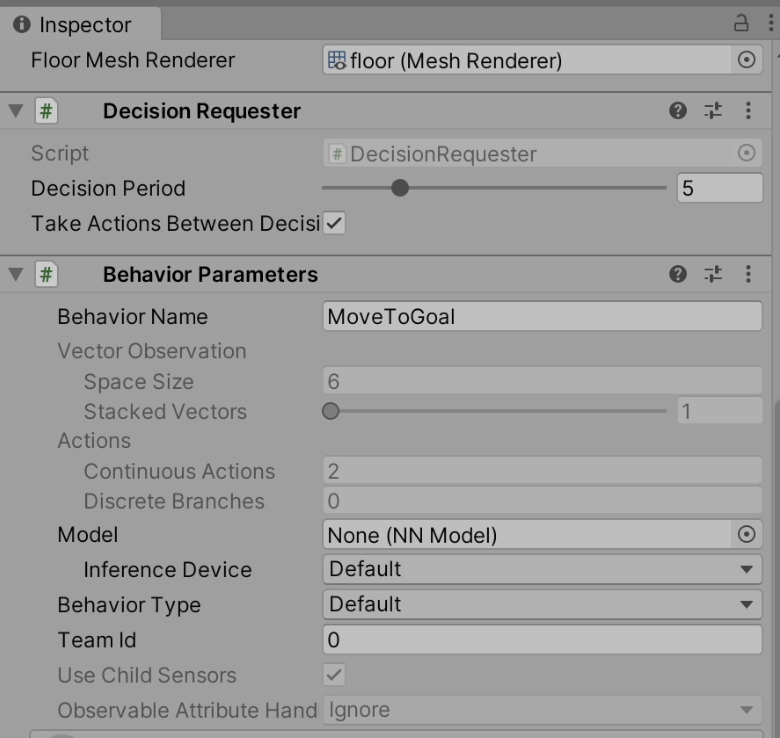 Inspector
Floor Mesh Renderer floor (Mesh Renderer)
# Decision Requester
Script # DecisionRequester
Decision Period 5
Take Actions Between Decisi
# Behavior Parameters
Behavior Name MoveToGoal
Vector Observation
Space Size 6
Stacked Vectors 1
Actions
Continuous Actions 2
Discrete Branches 0
Model None (NN Model)
Inference Device Default
Behavior Type Default
Team Id 0
Use Child Sensors
Observable Attribute Hand Ignore